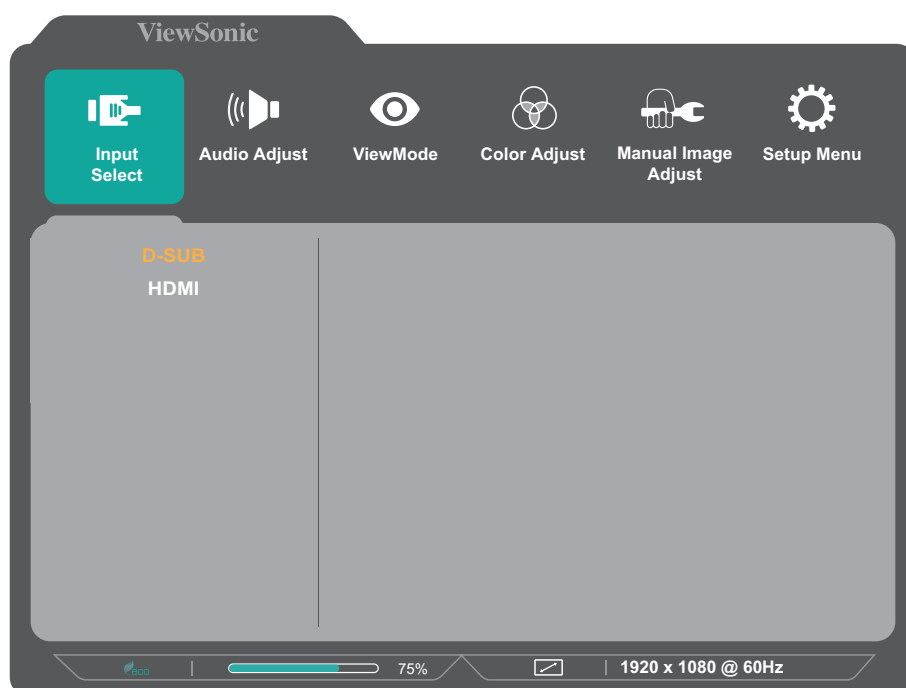 ViewSonic
Input
Select
Audio Adjust
ViewMode
Color Adjust
Manual Image
Adjust
Setup Menu
D-SUB
HDMI
eco
75%
1920 x 1080 @ 60Hz